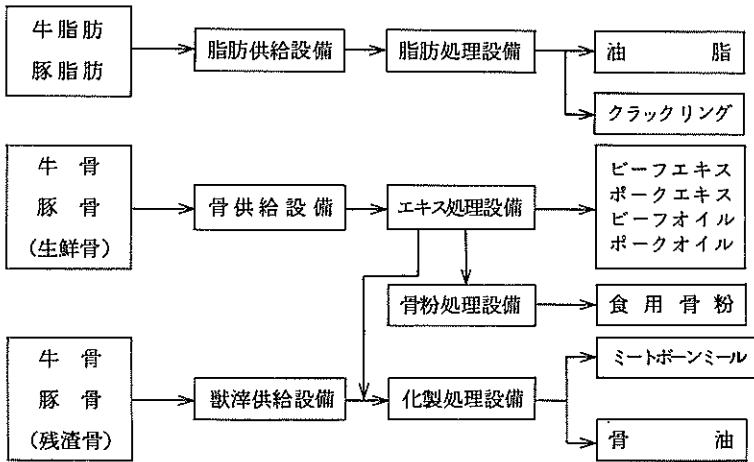 牛脂肪
豚脂肪
脂肪供給設備
脂肪処理設備
油脂
クラックリング
牛骨
豚骨
(生鮮骨)
骨供給設備
エキス処理設備
ビーフエキス
ポークエキス
ビーフオイル
ポークオイル
骨粉処理設備
食用骨粉
牛骨
豚骨
(残渣骨)
獣滓供給設備
化製処理設備
ミートボーンミール
骨油